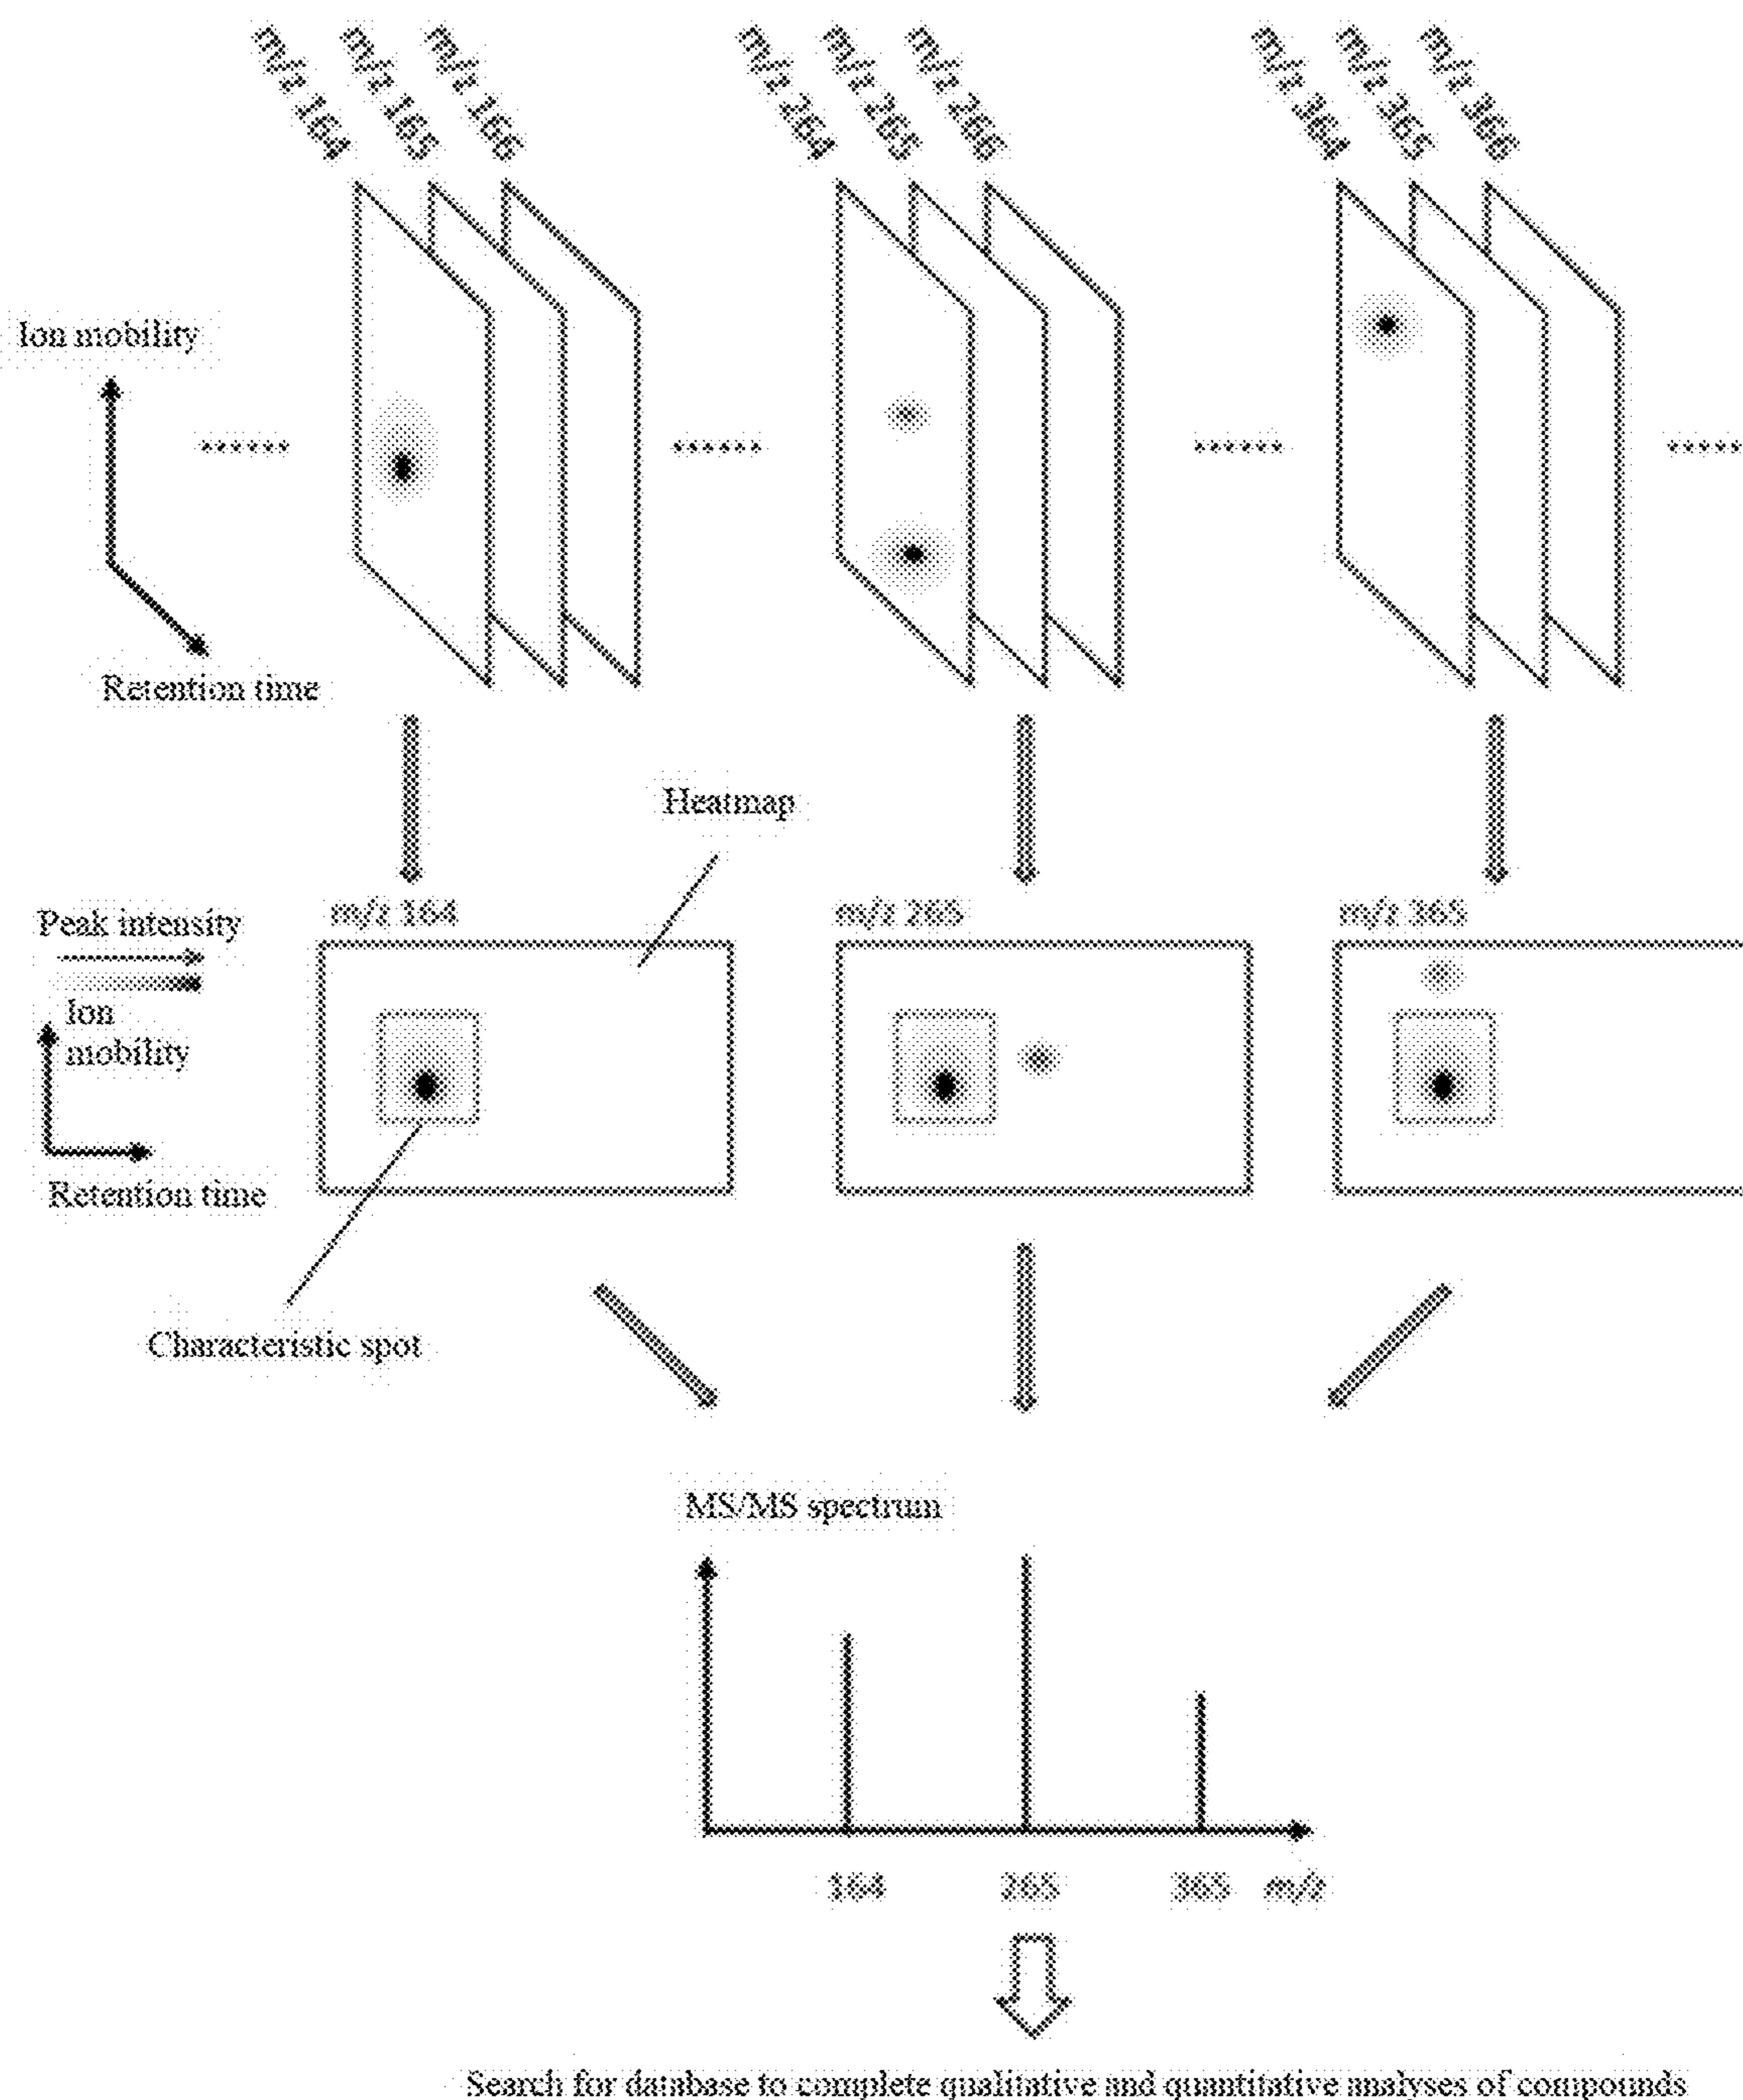 m/z 164 m/z 165 m/z 166
m/z 264 m/z 265 m/z 266
m/z 364 m/z 365 m/z 366
Ion mobility
Retention time
Heatmap
m/z 164
m/z 265
m/z 365
Peak intensity
Ion
mobility
Retention time
Characteristic spot
MS/MS spectrum
164 265 365 m/z
Search for database to complete qualitative and quantitative analyses of compounds